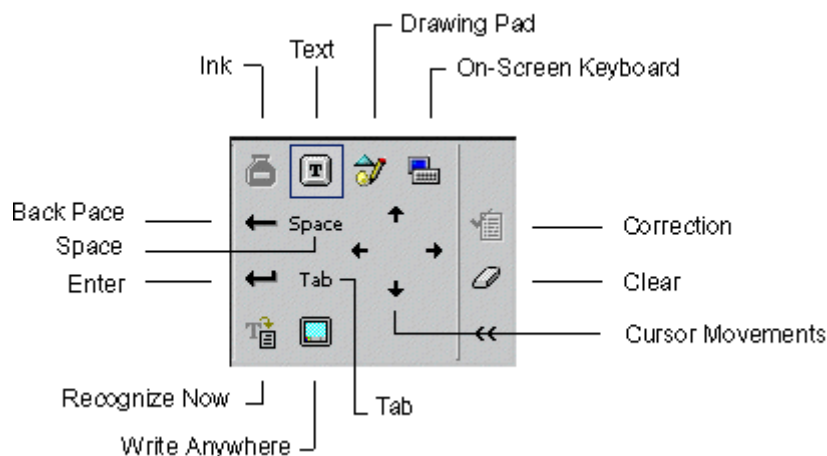 Drawing Pad
Text
Ink
On-Screen Keyboard
T
Back Pace
Space
Space
Correction
Enter
Tab
Clear
T
Cursor Movements
Recognize Now
Tab
Write Anywhere